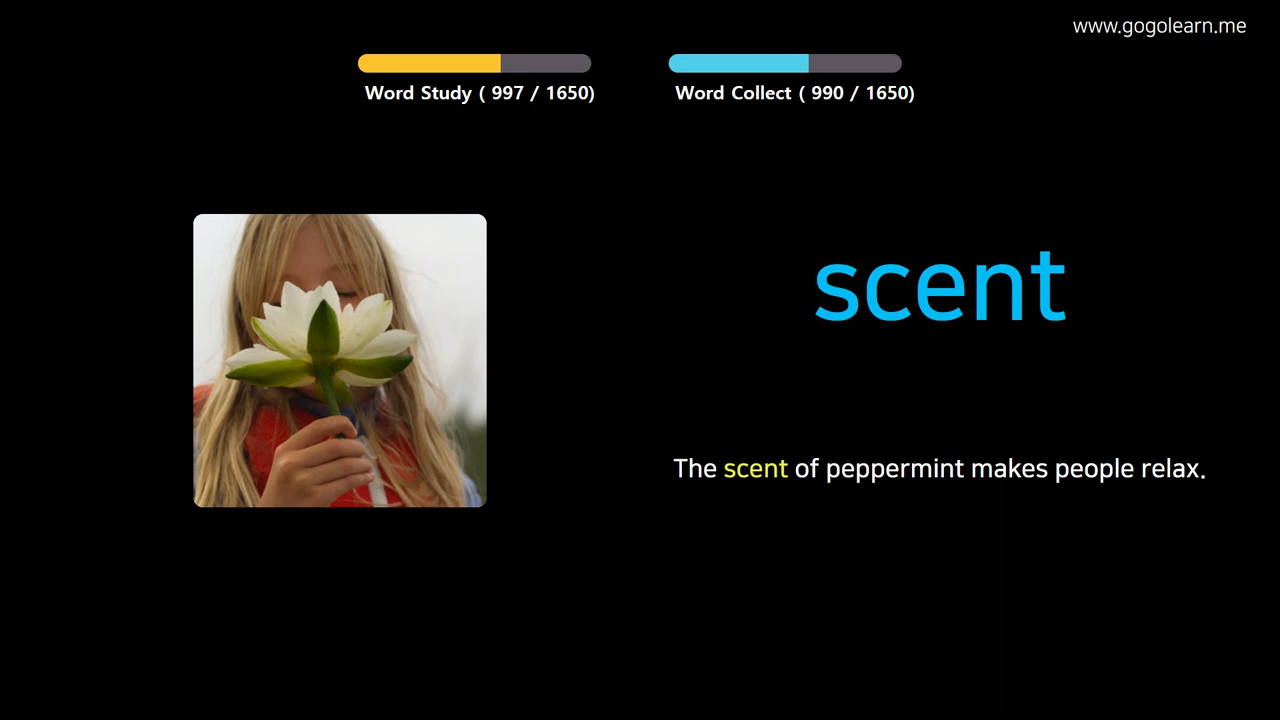 www.gogolearn.me
Word Study ( 997 / 1650)
Word Collect ( 990 / 1650)
scent
The scent of peppermint makes people relax.